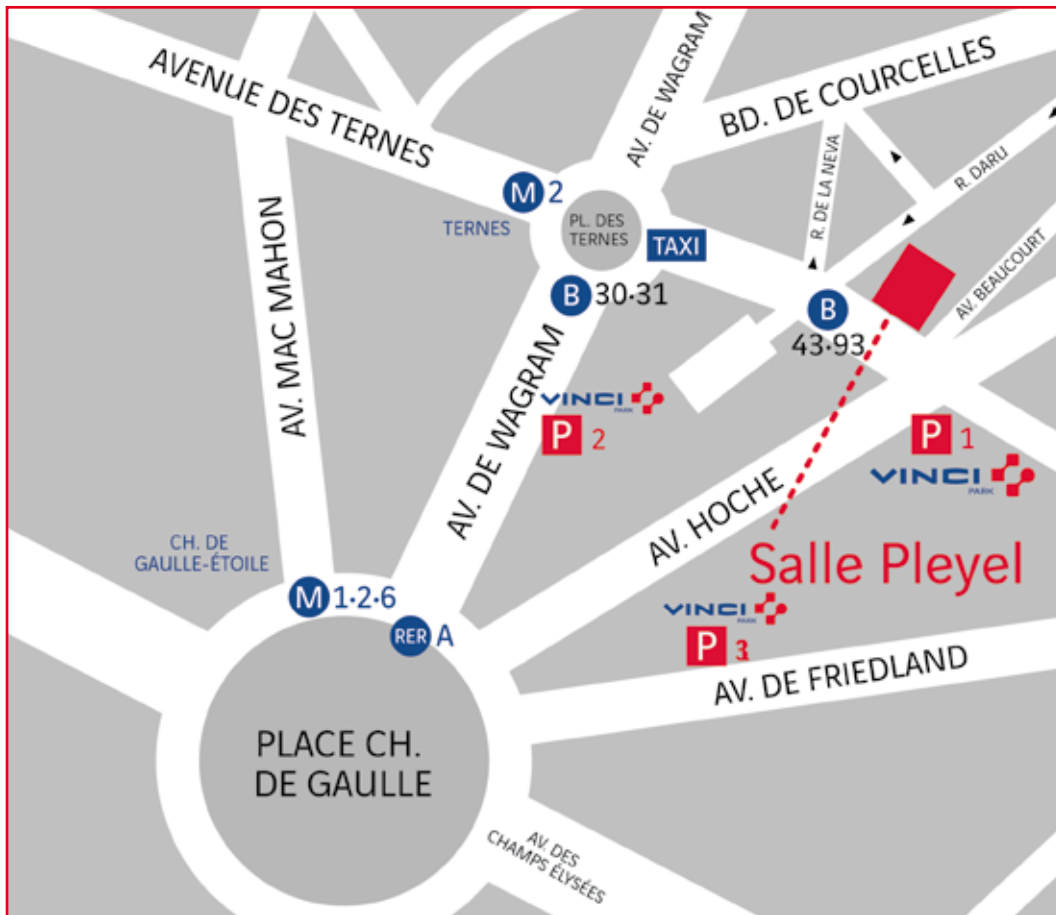 AVENUE DES TERNES
AV. DE WAGRAM
BD. DE COURCELLES
M 2
TERNES
PL. DES
TERNES
TAXI
R. DE LA NEVA
R. DARU
AV. BEAUCOURT
B 30·31
B
43·93
AV. MAC MAHON
AV. DE WAGRAM
VINCI
PARK
P 2
P 1
VINCI
PARK
AV. HOCHE
CH. DE
GAULLE-ÉTOILE
M 1·2·6
RER A
Salle Pleyel
VINCI
PARK
P 3
AV. DE FRIEDLAND
PLACE CH.
DE GAULLE
AV. DES
CHAMPS ÉLYSÉES